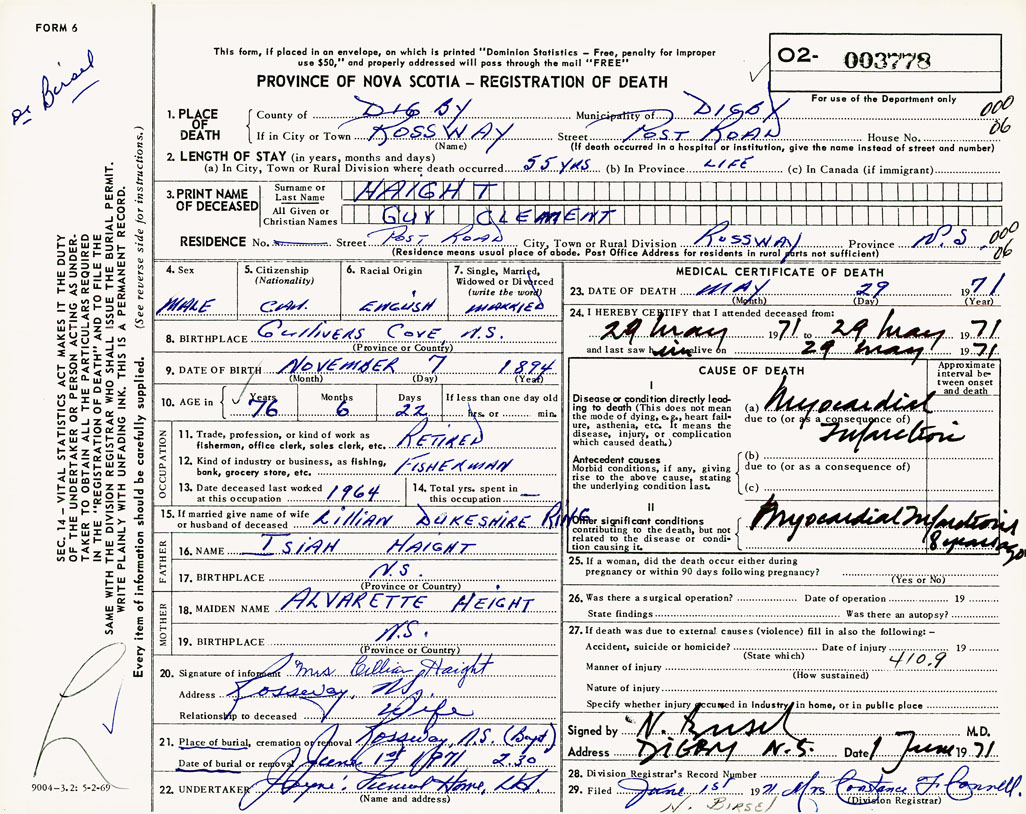 FORM 6
Dr Birsel
This form, if placed in an envelope, on which is printed "Dominion Statistics – Free, penalty for improper
use $50," and properly addressed will pass through the mail "FREE"
PROVINCE OF NOVA SCOTIA – REGISTRATION OF DEATH
O2- 003778
For use of the Department only
000
06
1. PLACE OF DEATH
County of DIGBY Municipality of DIGBY
If in City or Town ROSSWAY Street POST ROAD House No.
(Name) (If death occurred in a hospital or institution, give the name instead of street and number)
2. LENGTH OF STAY (in years, months and days)
(a) In City, Town or Rural Division where death occurred 55 YRS (b) In Province LIFE (c) In Canada (if immigrant)
3. PRINT NAME OF DECEASED
Surname or Last Name HAIGHT
All Given or Christian Names GUY CLEMENT
RESIDENCE No. Street POST ROAD City, Town or Rural Division ROSSWAY Province N.S.
000
06
(Residence means usual place of abode. Post Office Address for residents in rural parts not sufficient)
4. Sex
MALE
5. Citizenship
(Nationality)
CAN.
6. Racial Origin
ENGLISH
7. Single, Married,
Widowed or Divorced
(write the word)
MARRIED
8. BIRTHPLACE Gullivers Cove, N.S.
(Province or Country)
9. DATE OF BIRTH NOVEMBER 7 1894
(Month) (Day) (Year)
10. AGE in Years Months Days If less than one day old
76 6 22 hrs. or min.
OCCUPATION
11. Trade, profession, or kind of work as RETIRED
fisherman, office clerk, sales clerk, etc.
12. Kind of industry or business, as fishing, FISHERMAN
bank, grocery store, etc.
13. Date deceased last worked at this occupation 1964
14. Total yrs. spent in this occupation —
15. If married give name of wife
or husband of deceased LILLIAN DUKESHIRE RING
FATHER
16. NAME ISIAH HAIGHT
17. BIRTHPLACE N.S.
(Province or Country)
MOTHER
18. MAIDEN NAME ALVARETTE HEIGHT
19. BIRTHPLACE N.S.
(Province or Country)
20. Signature of informant Mrs Lillian Haight
Address Rossway, N.S.
Relationship to deceased Wife
21. Place of burial, cremation or removal Rossway, N.S. (Bapt)
Date of burial or removal June 1st 1971 2.30
22. UNDERTAKER Funeral Home, Ltd.
(Name and address)
MEDICAL CERTIFICATE OF DEATH
23. DATE OF DEATH MAY 29 1971
(Month) (Day) (Year)
24. I HEREBY CERTIFY that I attended deceased from:
29 May 1971 to 29 May 1971
and last saw him alive on 29 May 1971
CAUSE OF DEATH
Approximate interval between onset and death
I
Disease or condition directly lead-
ing to death (This does not
mean the mode of dying, e.g., heart fail-
ure, asthenia, etc. It means the
disease, injury, or complication
which caused death.)
(a) Myocardial
due to (or as a consequence of)
Infarction
Antecedent causes
Morbid conditions, if any, giving
rise to the above cause, stating
the underlying condition last.
(b)
due to (or as a consequence of)
(c)
II
Other significant conditions
contributing to the death, but not
related to the disease or condi-
tion causing it.
Myocardial Infarction
8 years ago
25. If a woman, did the death occur either during
pregnancy or within 90 days following pregnancy?
(Yes or No)
26. Was there a surgical operation? Date of operation 19
State findings Was there an autopsy?
27. If death was due to external causes (violence) fill in also the following: –
Accident, suicide or homicide? Date of injury 19
(State which) 410.9
Manner of injury
(How sustained)
Nature of injury
Specify whether injury occurred in industry in home, or in public place
Signed by N. Birsel M.D.
Address DIGBY N.S. Date 1 June 1971
28. Division Registrar's Record Number
29. Filed June 1st 1971 Mrs Constance F. Connell.
(Division Registrar)
N. BIRSEL
SEC. 14 – VITAL STATISTICS ACT MAKES IT THE DUTY
OF THE UNDERTAKER OR PERSON ACTING AS UNDER-
TAKER TO OBTAIN ALL THE PARTICULARS REQUIRED
IN THE "REGISTRATION OF DEATH" AND TO FILE THE
SAME WITH THE DIVISION REGISTRAR WHO SHALL ISSUE THE BURIAL PERMIT.
WRITE PLAINLY WITH UNFADING INK. THIS IS A PERMANENT RECORD.
Every item of information should be carefully supplied. (See reverse side for instructions.)
9004-3.2: 5-2-69